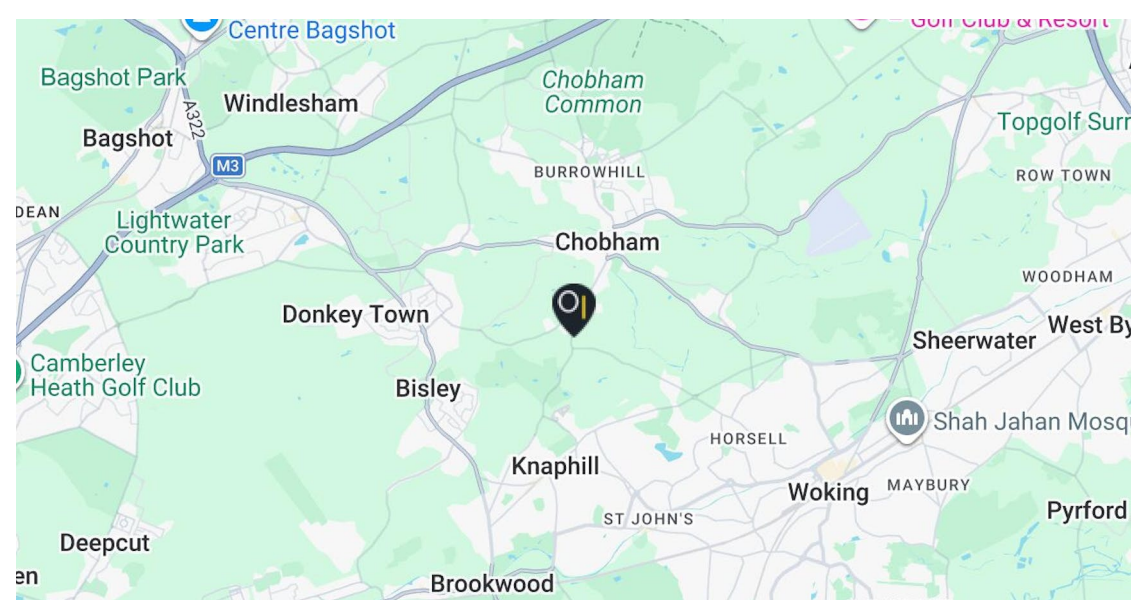 Golf Club & Resort
Centre Bagshot
Bagshot Park
Chobham
Common
A322
Windlesham
Topgolf Surr
Bagshot
M3
BURROWHILL
ROW TOWN
DEAN
Lightwater
Country Park
Chobham
WOODHAM
Donkey Town
West By
Sheerwater
Camberley
Heath Golf Club
Bisley
Shah Jahan Mosqu
HORSELL
Knaphill
Woking
MAYBURY
ST JOHN'S
Pyrford
Deepcut
en
Brookwood